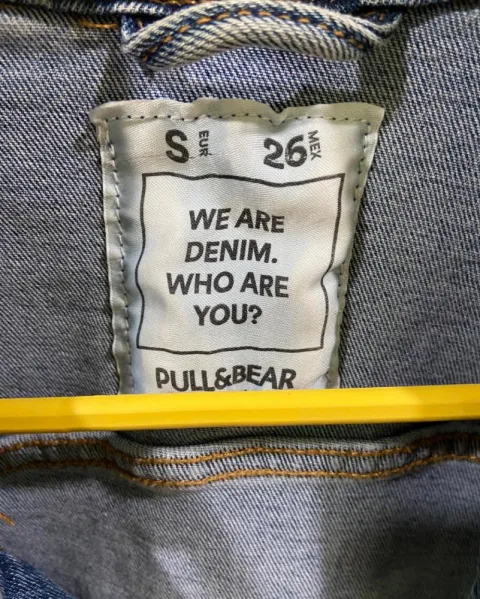 S EUR 26 MEX
WE ARE
DENIM.
WHO ARE
YOU?
PULL&BEAR